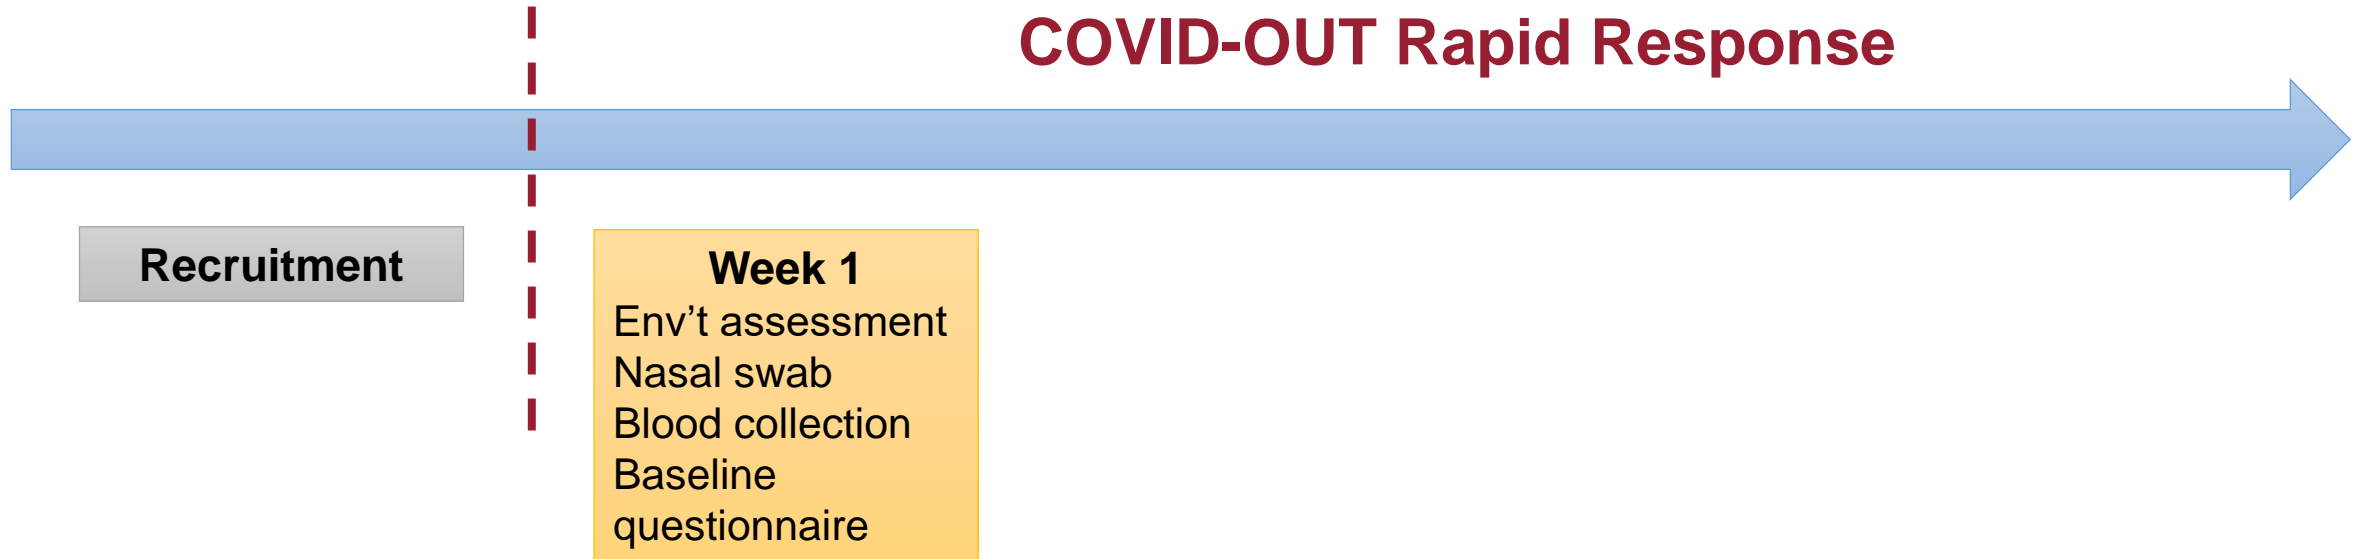 COVID-OUT Rapid Response
Recruitment
Week 1
Env’t assessment
Nasal swab
Blood collection
Baseline
questionnaire